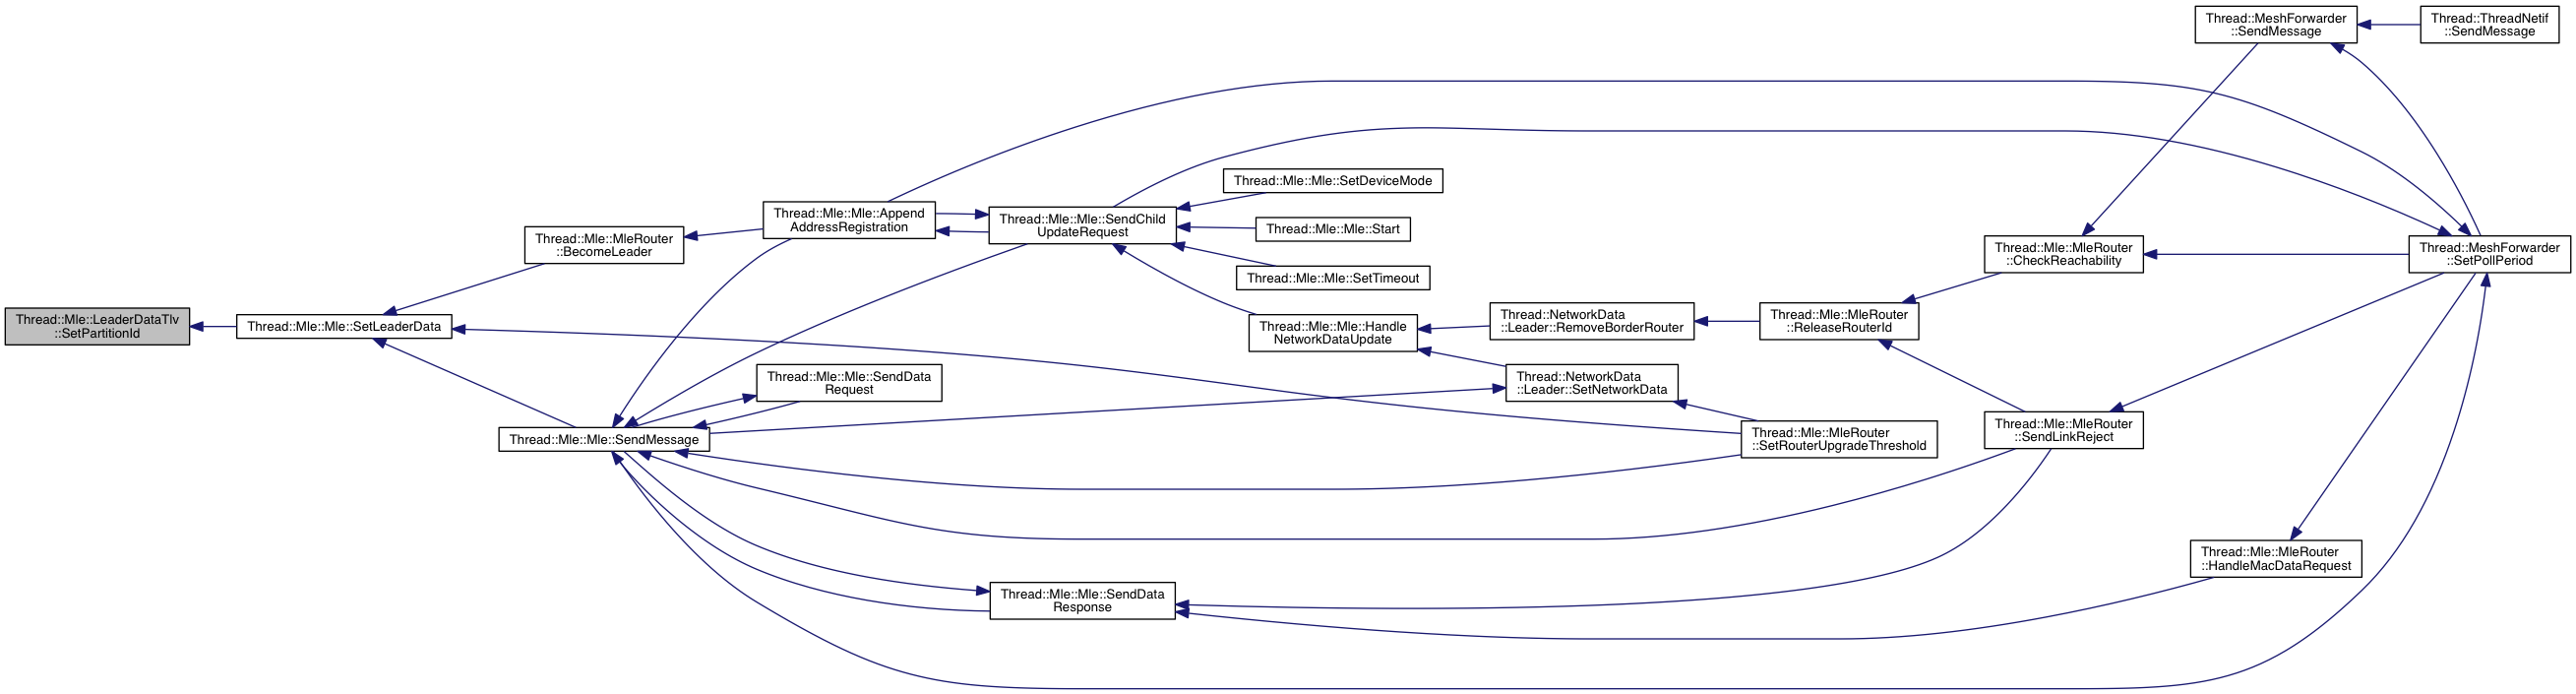 Thread::Mle::LeaderDataTlv
::SetPartitionId
Thread::Mle::Mle::SetLeaderData
Thread::Mle::MleRouter
::BecomeLeader
Thread::Mle::Mle::SendMessage
Thread::Mle::Mle::Append
AddressRegistration
Thread::Mle::Mle::SendData
Request
Thread::Mle::Mle::SendChild
UpdateRequest
Thread::Mle::Mle::SendData
Response
Thread::Mle::Mle::SetDeviceMode
Thread::Mle::Mle::Start
Thread::Mle::Mle::SetTimeout
Thread::Mle::Mle::Handle
NetworkDataUpdate
Thread::NetworkData
::Leader::RemoveBorderRouter
Thread::NetworkData
::Leader::SetNetworkData
Thread::Mle::MleRouter
::ReleaseRouterId
Thread::Mle::MleRouter
::SetRouterUpgradeThreshold
Thread::Mle::MleRouter
::CheckReachability
Thread::Mle::MleRouter
::SendLinkReject
Thread::MeshForwarder
::SendMessage
Thread::Mle::MleRouter
::HandleMacDataRequest
Thread::ThreadNetif
::SendMessage
Thread::MeshForwarder
::SetPollPeriod